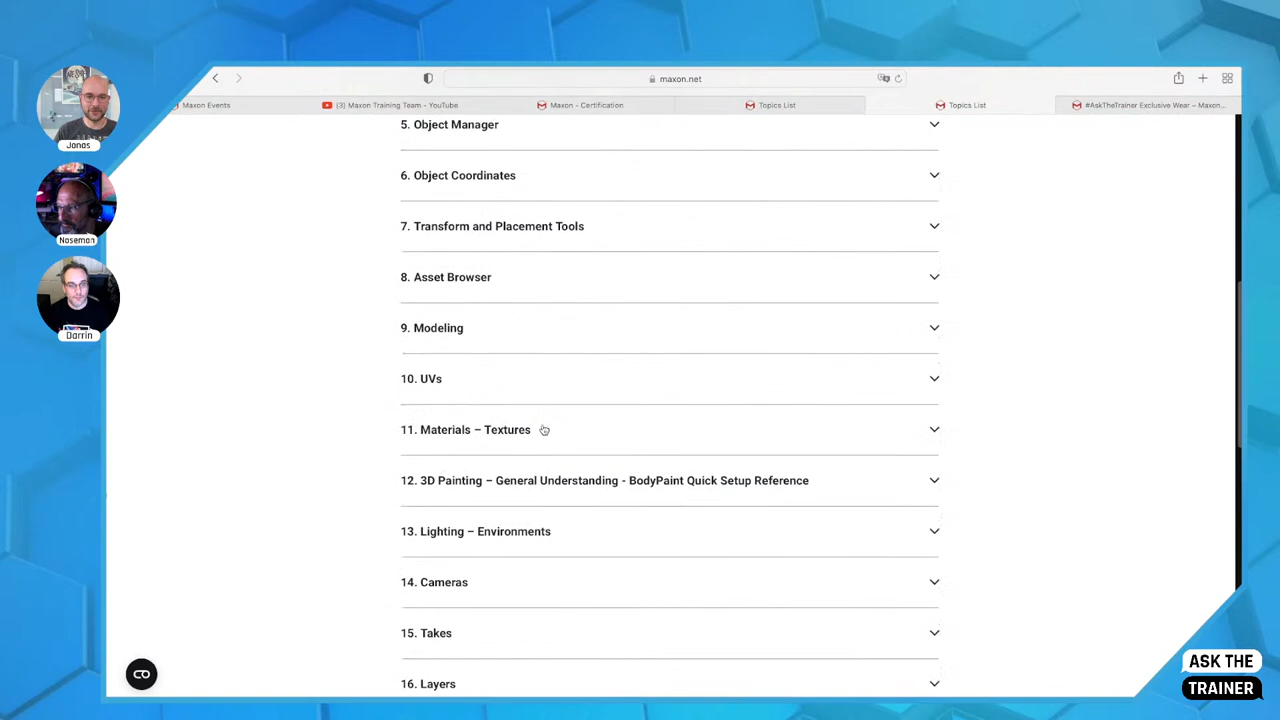 Jonas
Noseman
Darrin
maxon.net
Maxon Events
(3) Maxon Training Team - YouTube
Maxon - Certification
Topics List
Topics List
#AskTheTrainer Exclusive Wear – Maxon...
5. Object Manager
6. Object Coordinates
7. Transform and Placement Tools
8. Asset Browser
9. Modeling
10. UVs
11. Materials – Textures
12. 3D Painting – General Understanding - BodyPaint Quick Setup Reference
13. Lighting – Environments
14. Cameras
15. Takes
16. Layers
ASK THE
TRAINER